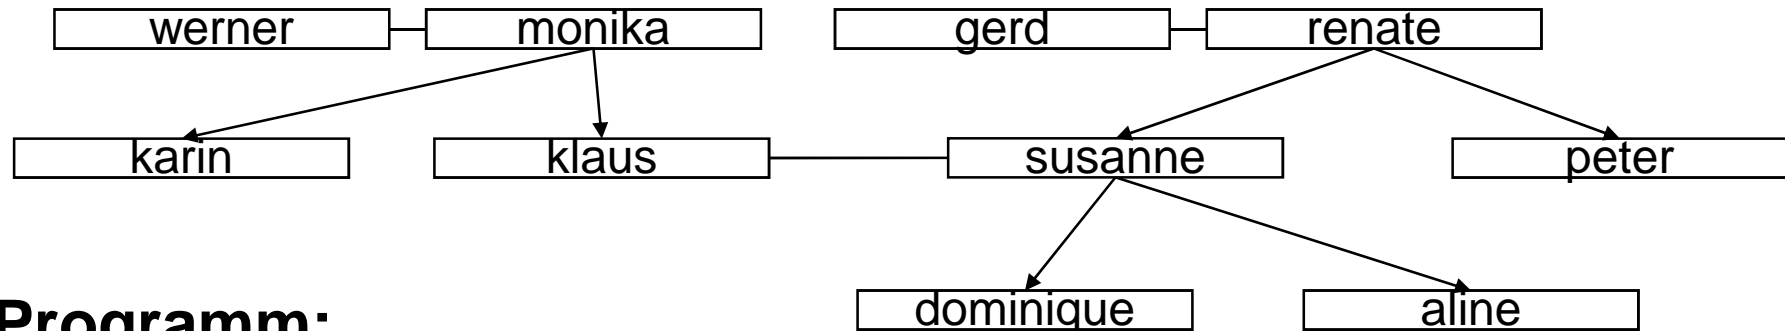 werner monika gerd renate
karin klaus susanne peter
dominique aline
Programm: